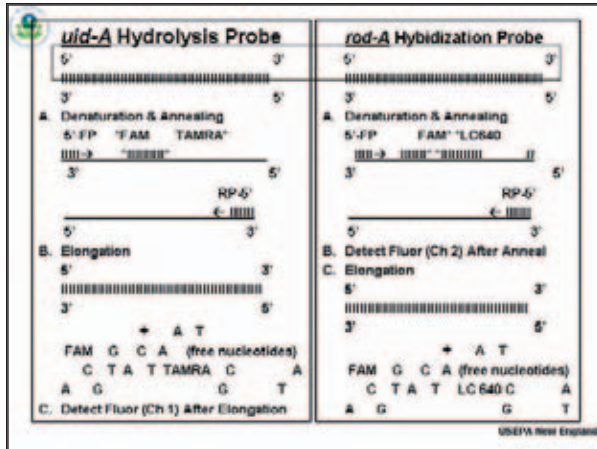 uid-A Hydrolysis Probe
5' 3'
3' 5'
A. Denaturation & Annealing
5'-FP "FAM TAMRA"
3' 5'
RP-5'
5' 3'
B. Elongation
5' 3'
3' 5'
+ A T
FAM G C A (free nucleotides)
C T A T TAMRA C A
A G G T
C. Detect Fluor (Ch 1) After Elongation
rod-A Hybidization Probe
5' 3'
3' 5'
A. Denaturation & Annealing
5'-FP FAM" "LC640
3' 5'
RP-5'
5' 3'
B. Detect Fluor (Ch 2) After Anneal
C. Elongation
5' 3'
3' 5'
+ A T
FAM G C A (free nucleotides)
C T A T LC 640 C A
A G G T
USEPA New England